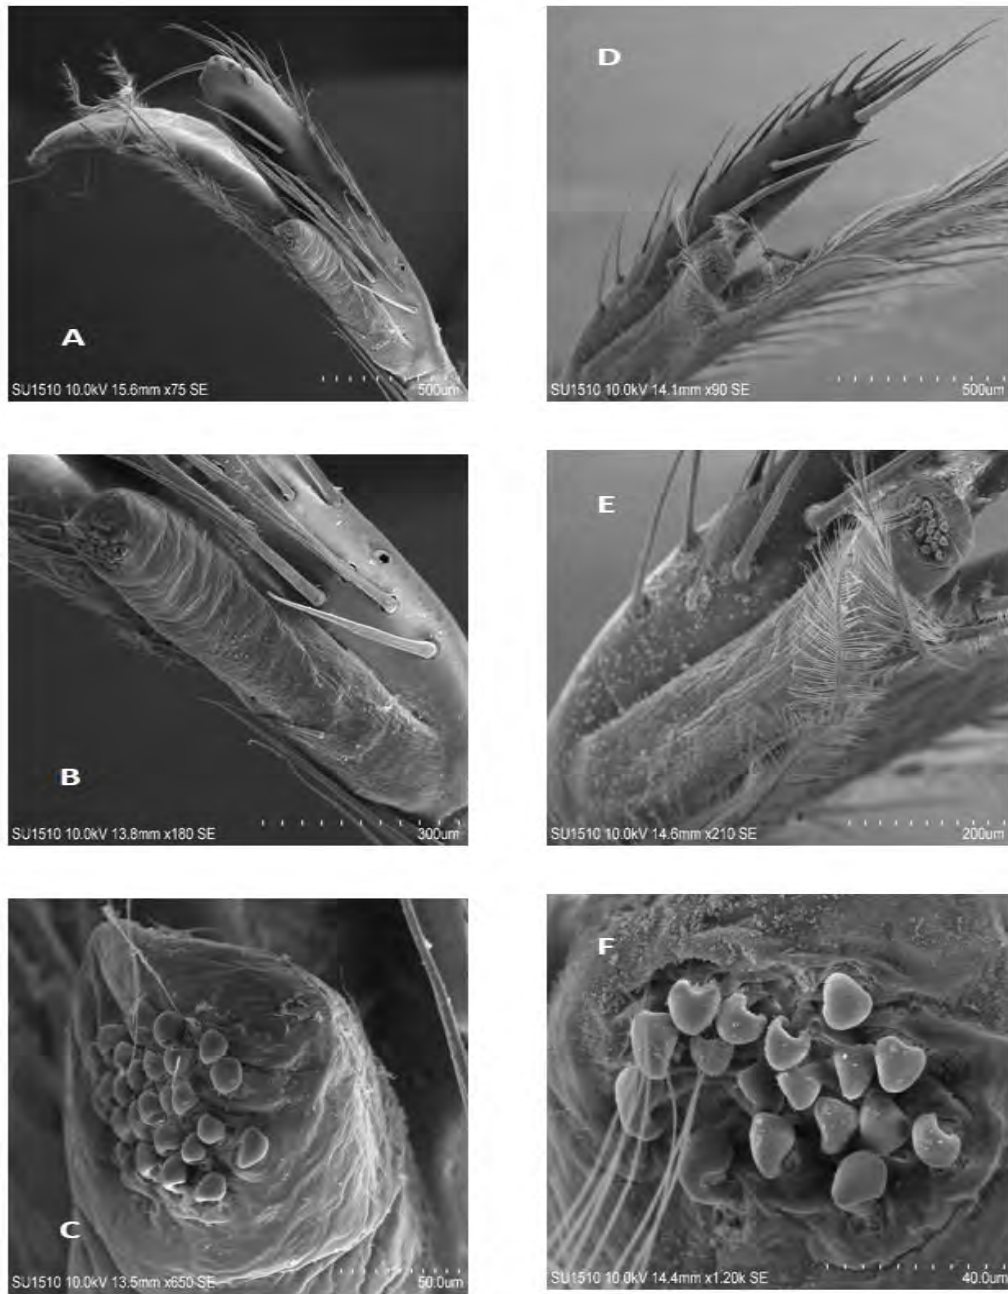 A
SU1510 10.0kV 15.6mm x75 SE 500um
D
SU1510 10.0kV 14.1mm x90 SE 500um
B
SU1510 10.0kV 13.8mm x180 SE 300um
E
SU1510 10.0kV 14.6mm x210 SE 200um
C
SU1510 10.0kV 13.5mm x650 SE 50.0um
F
SU1510 10.0kV 14.4mm x1.20k SE 40.0um